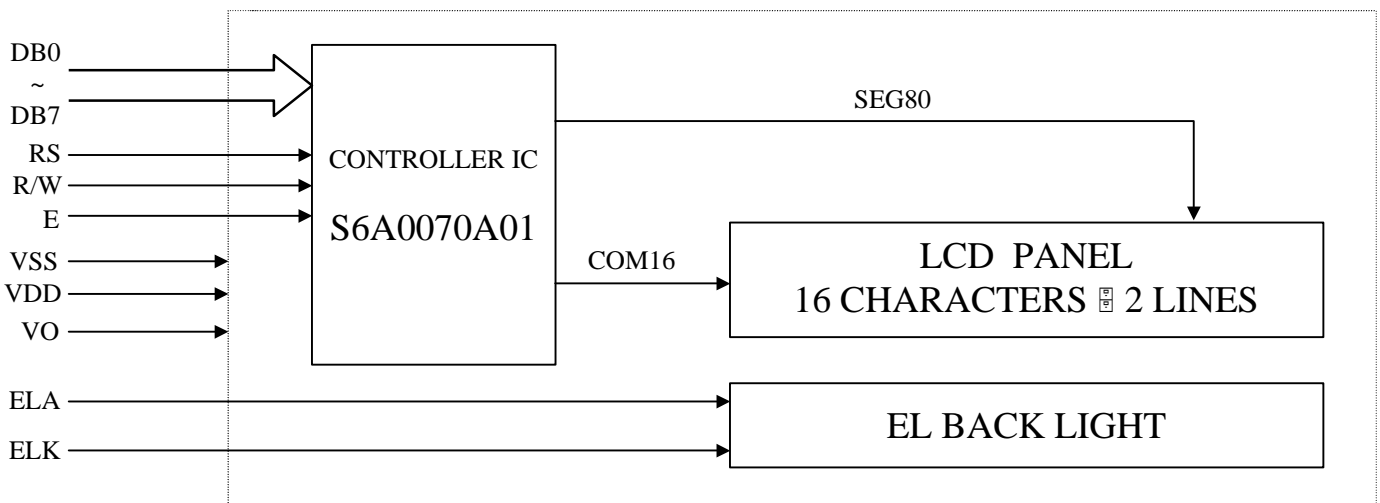 DB0
~
DB7
RS
R/W
E
VSS
VDD
VO
ELA
ELK
CONTROLLER IC
S6A0070A01
SEG80
COM16
LCD PANEL
16 CHARACTERS 2 LINES
EL BACK LIGHT